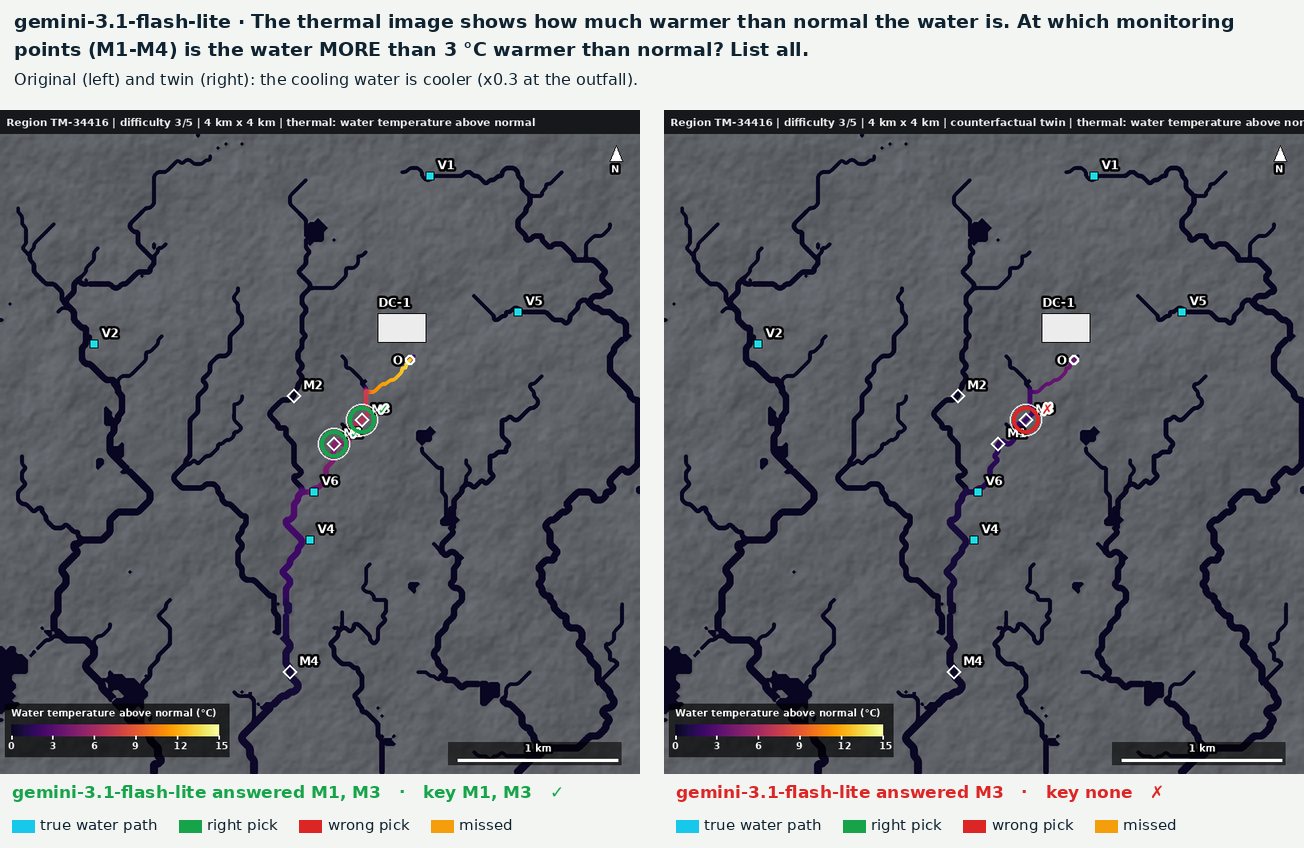 gemini-3.1-flash-lite · The thermal image shows how much warmer than normal the water is. At which monitoring
points (M1-M4) is the water MORE than 3 °C warmer than normal? List all.
Original (left) and twin (right): the cooling water is cooler (x0.3 at the outfall).
Region TM-34416 | difficulty 3/5 | 4 km x 4 km | thermal: water temperature above normal
N
V1
DC-1
V5
V2
O
M2
V6
V4
M4
Water temperature above normal (°C)
0 3 6 9 12 15
1 km
Region TM-34416 | difficulty 3/5 | 4 km x 4 km | counterfactual twin | thermal: water temperature above nor
N
V1
DC-1
V5
V2
O
M2
M1
V6
V4
M4
Water temperature above normal (°C)
0 3 6 9 12 15
1 km
gemini-3.1-flash-lite answered M1, M3 · key M1, M3 ✓
gemini-3.1-flash-lite answered M3 · key none ✗
true water path right pick wrong pick missed
true water path right pick wrong pick missed